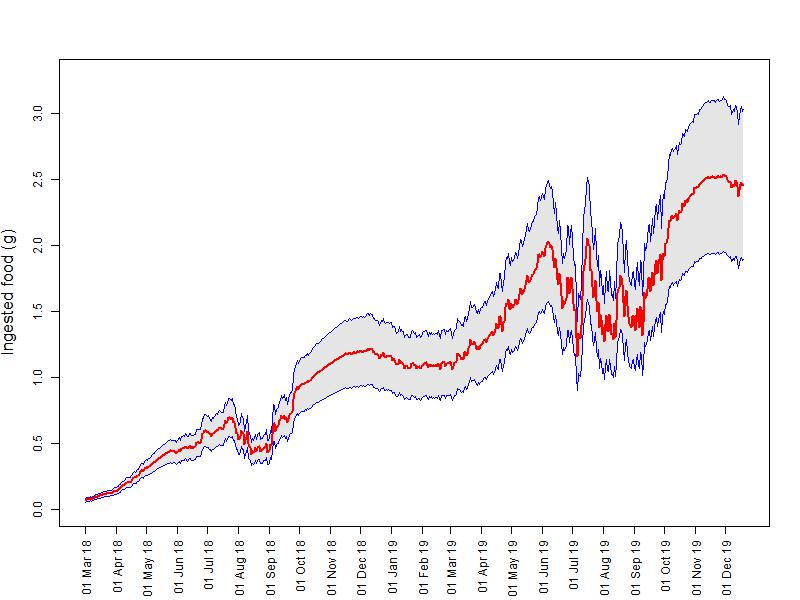 Ingested food (g)
3.0
2.5
2.0
1.5
1.0
0.5
0.0
01 Mar 18
01 Apr 18
01 May 18
01 Jun 18
01 Jul 18
01 Aug 18
01 Sep 18
01 Oct 18
01 Nov 18
01 Dec 18
01 Jan 19
01 Feb 19
01 Mar 19
01 Apr 19
01 May 19
01 Jun 19
01 Jul 19
01 Aug 19
01 Sep 19
01 Oct 19
01 Nov 19
01 Dec 19